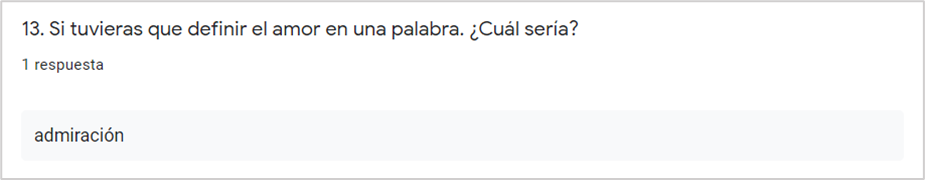 13. Si tuvieras que definir el amor en una palabra. ¿Cuál sería?
1 respuesta
admiración